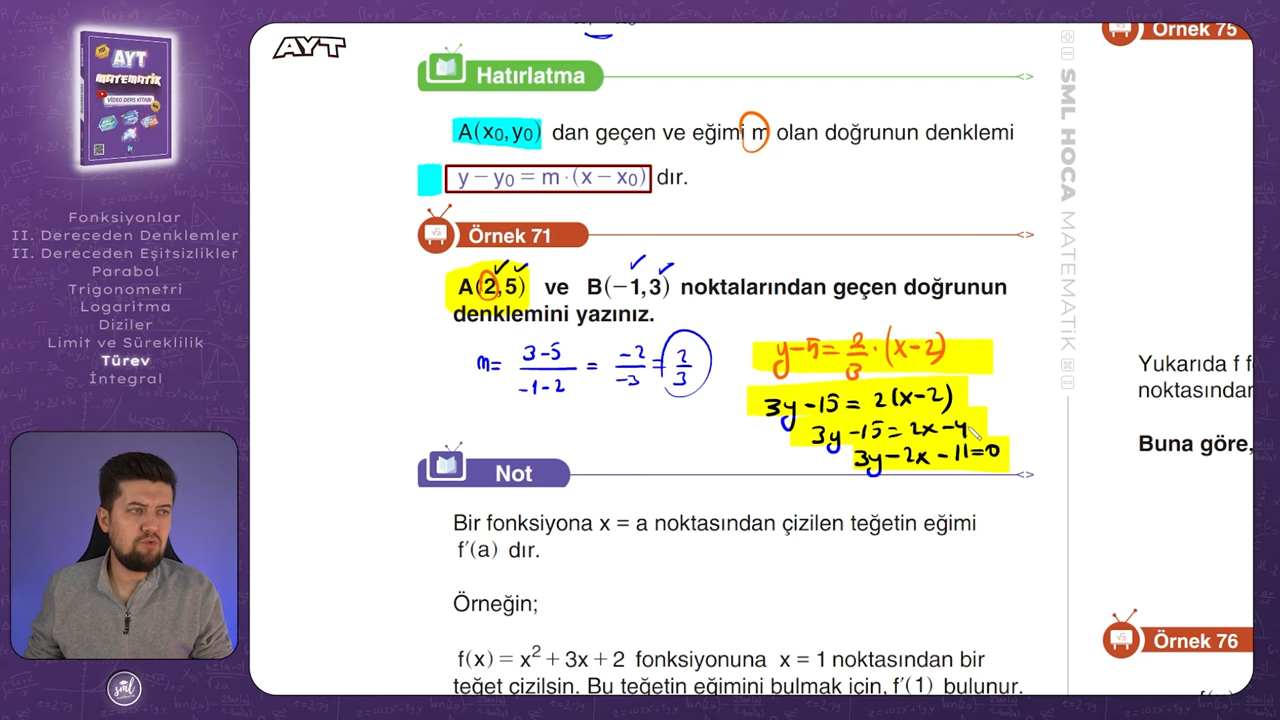 AYT
MATEMATİK
VİDEO DERS KİTABI
Fonksiyonlar
II. Dereceden Denklemler
II. Dereceden Eşitsizlikler
Parabol
Trigonometri
Logaritma
Diziler
Limit ve Süreklilik
Türev
İntegral
sml
AYT
Hatırlatma
A(x₀, y₀) dan geçen ve eğimi m olan doğrunun denklemi
y − y₀ = m · (x − x₀) dır.
Örnek 71
A(2, 5) ve B(−1, 3) noktalarından geçen doğrunun
denklemini yazınız.
m = 3-5 / -1-2 = -2 / -3 = 2 / 3
y-5 = 2/3 · (x-2)
3y-15 = 2(x-2)
3y-15 = 2x-4
3y-2x-11=0
Not
Bir fonksiyona x = a noktasından çizilen teğetin eğimi
f′(a) dır.
Örneğin;
f(x) = x² + 3x + 2 fonksiyonuna x = 1 noktasından bir
teğet çizilsin. Bu teğetin eğimini bulmak için, f′(1) bulunur.
SML HOCA MATEMATİK
Örnek 75
Yukarıda f f
noktasından
Buna göre,
Örnek 76